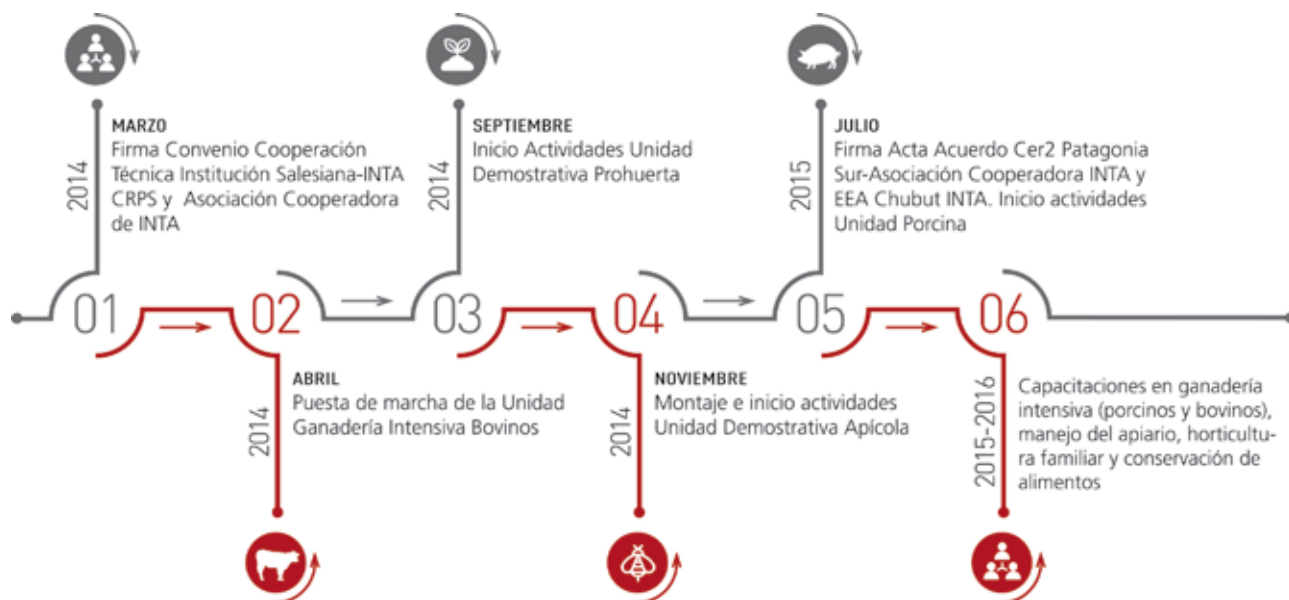 MARZO
2014
Firma Convenio Cooperación
Técnica Institución Salesiana-INTA
CRPS y Asociación Cooperadora
de INTA
SEPTIEMBRE
2014
Inicio Actividades Unidad
Demostrativa Prohuerta
JULIO
2015
Firma Acta Acuerdo Cer2 Patagonia
Sur-Asociación Cooperadora INTA y
EEA Chubut INTA. Inicio actividades
Unidad Porcina
01
02
03
04
05
06
ABRIL
2014
Puesta de marcha de la Unidad
Ganadería Intensiva Bovinos
NOVIEMBRE
2014
Montaje e inicio actividades
Unidad Demostrativa Apícola
2015-2016
Capacitaciones en ganadería
intensiva (porcinos y bovinos),
manejo del apiario, horticultu-
ra familiar y conservación de
alimentos